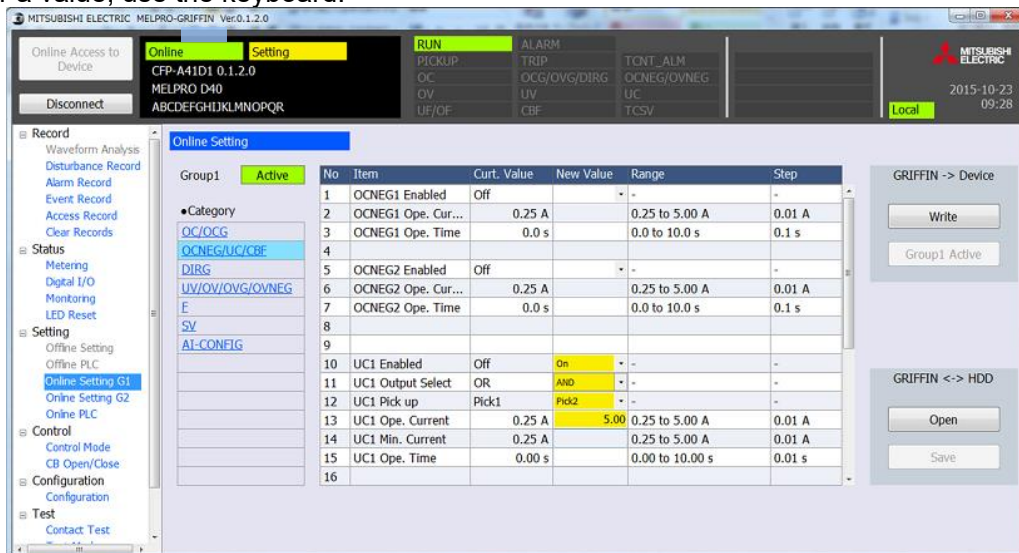 r a value, use the keyboard.
MITSUBISHI ELECTRIC MELPRO-GRIFFIN Ver.0.1.2.0
Online Access to Device
Disconnect
Online Setting
CFP-A41D1 0.1.2.0
MELPRO D40
ABCDEFGHIJKLMNOPQR
RUN ALARM
PICKUP TRIP TCNT_ALM
OC OCG/OVG/DIRG OCNEG/OVNEG
OV UV UC
UF/OF CBF TCSV
MITSUBISHI ELECTRIC
2015-10-23
09:28
Local
Record
Waveform Analysis
Disturbance Record
Alarm Record
Event Record
Access Record
Clear Records
Status
Metering
Digital I/O
Monitoring
LED Reset
Setting
Offline Setting
Offline PLC
Online Setting G1
Online Setting G2
Online PLC
Control
Control Mode
CB Open/Close
Configuration
Configuration
Test
Contact Test
Online Setting
Group1 Active
●Category
OC/OCG
OCNEG/UC/CBF
DIRG
UV/OV/OVG/OVNEG
F
SV
AI-CONFIG
No Item Curt. Value New Value Range Step
1 OCNEG1 Enabled Off - -
2 OCNEG1 Ope. Cur... 0.25 A 0.25 to 5.00 A 0.01 A
3 OCNEG1 Ope. Time 0.0 s 0.0 to 10.0 s 0.1 s
4
5 OCNEG2 Enabled Off - -
6 OCNEG2 Ope. Cur... 0.25 A 0.25 to 5.00 A 0.01 A
7 OCNEG2 Ope. Time 0.0 s 0.0 to 10.0 s 0.1 s
8
9
10 UC1 Enabled Off On - -
11 UC1 Output Select OR AND - -
12 UC1 Pick up Pick1 Pick2 - -
13 UC1 Ope. Current 0.25 A 5.00 0.25 to 5.00 A 0.01 A
14 UC1 Min. Current 0.25 A 0.25 to 5.00 A 0.01 A
15 UC1 Ope. Time 0.00 s 0.00 to 10.00 s 0.01 s
16
GRIFFIN -> Device
Write
Group1 Active
GRIFFIN <-> HDD
Open
Save